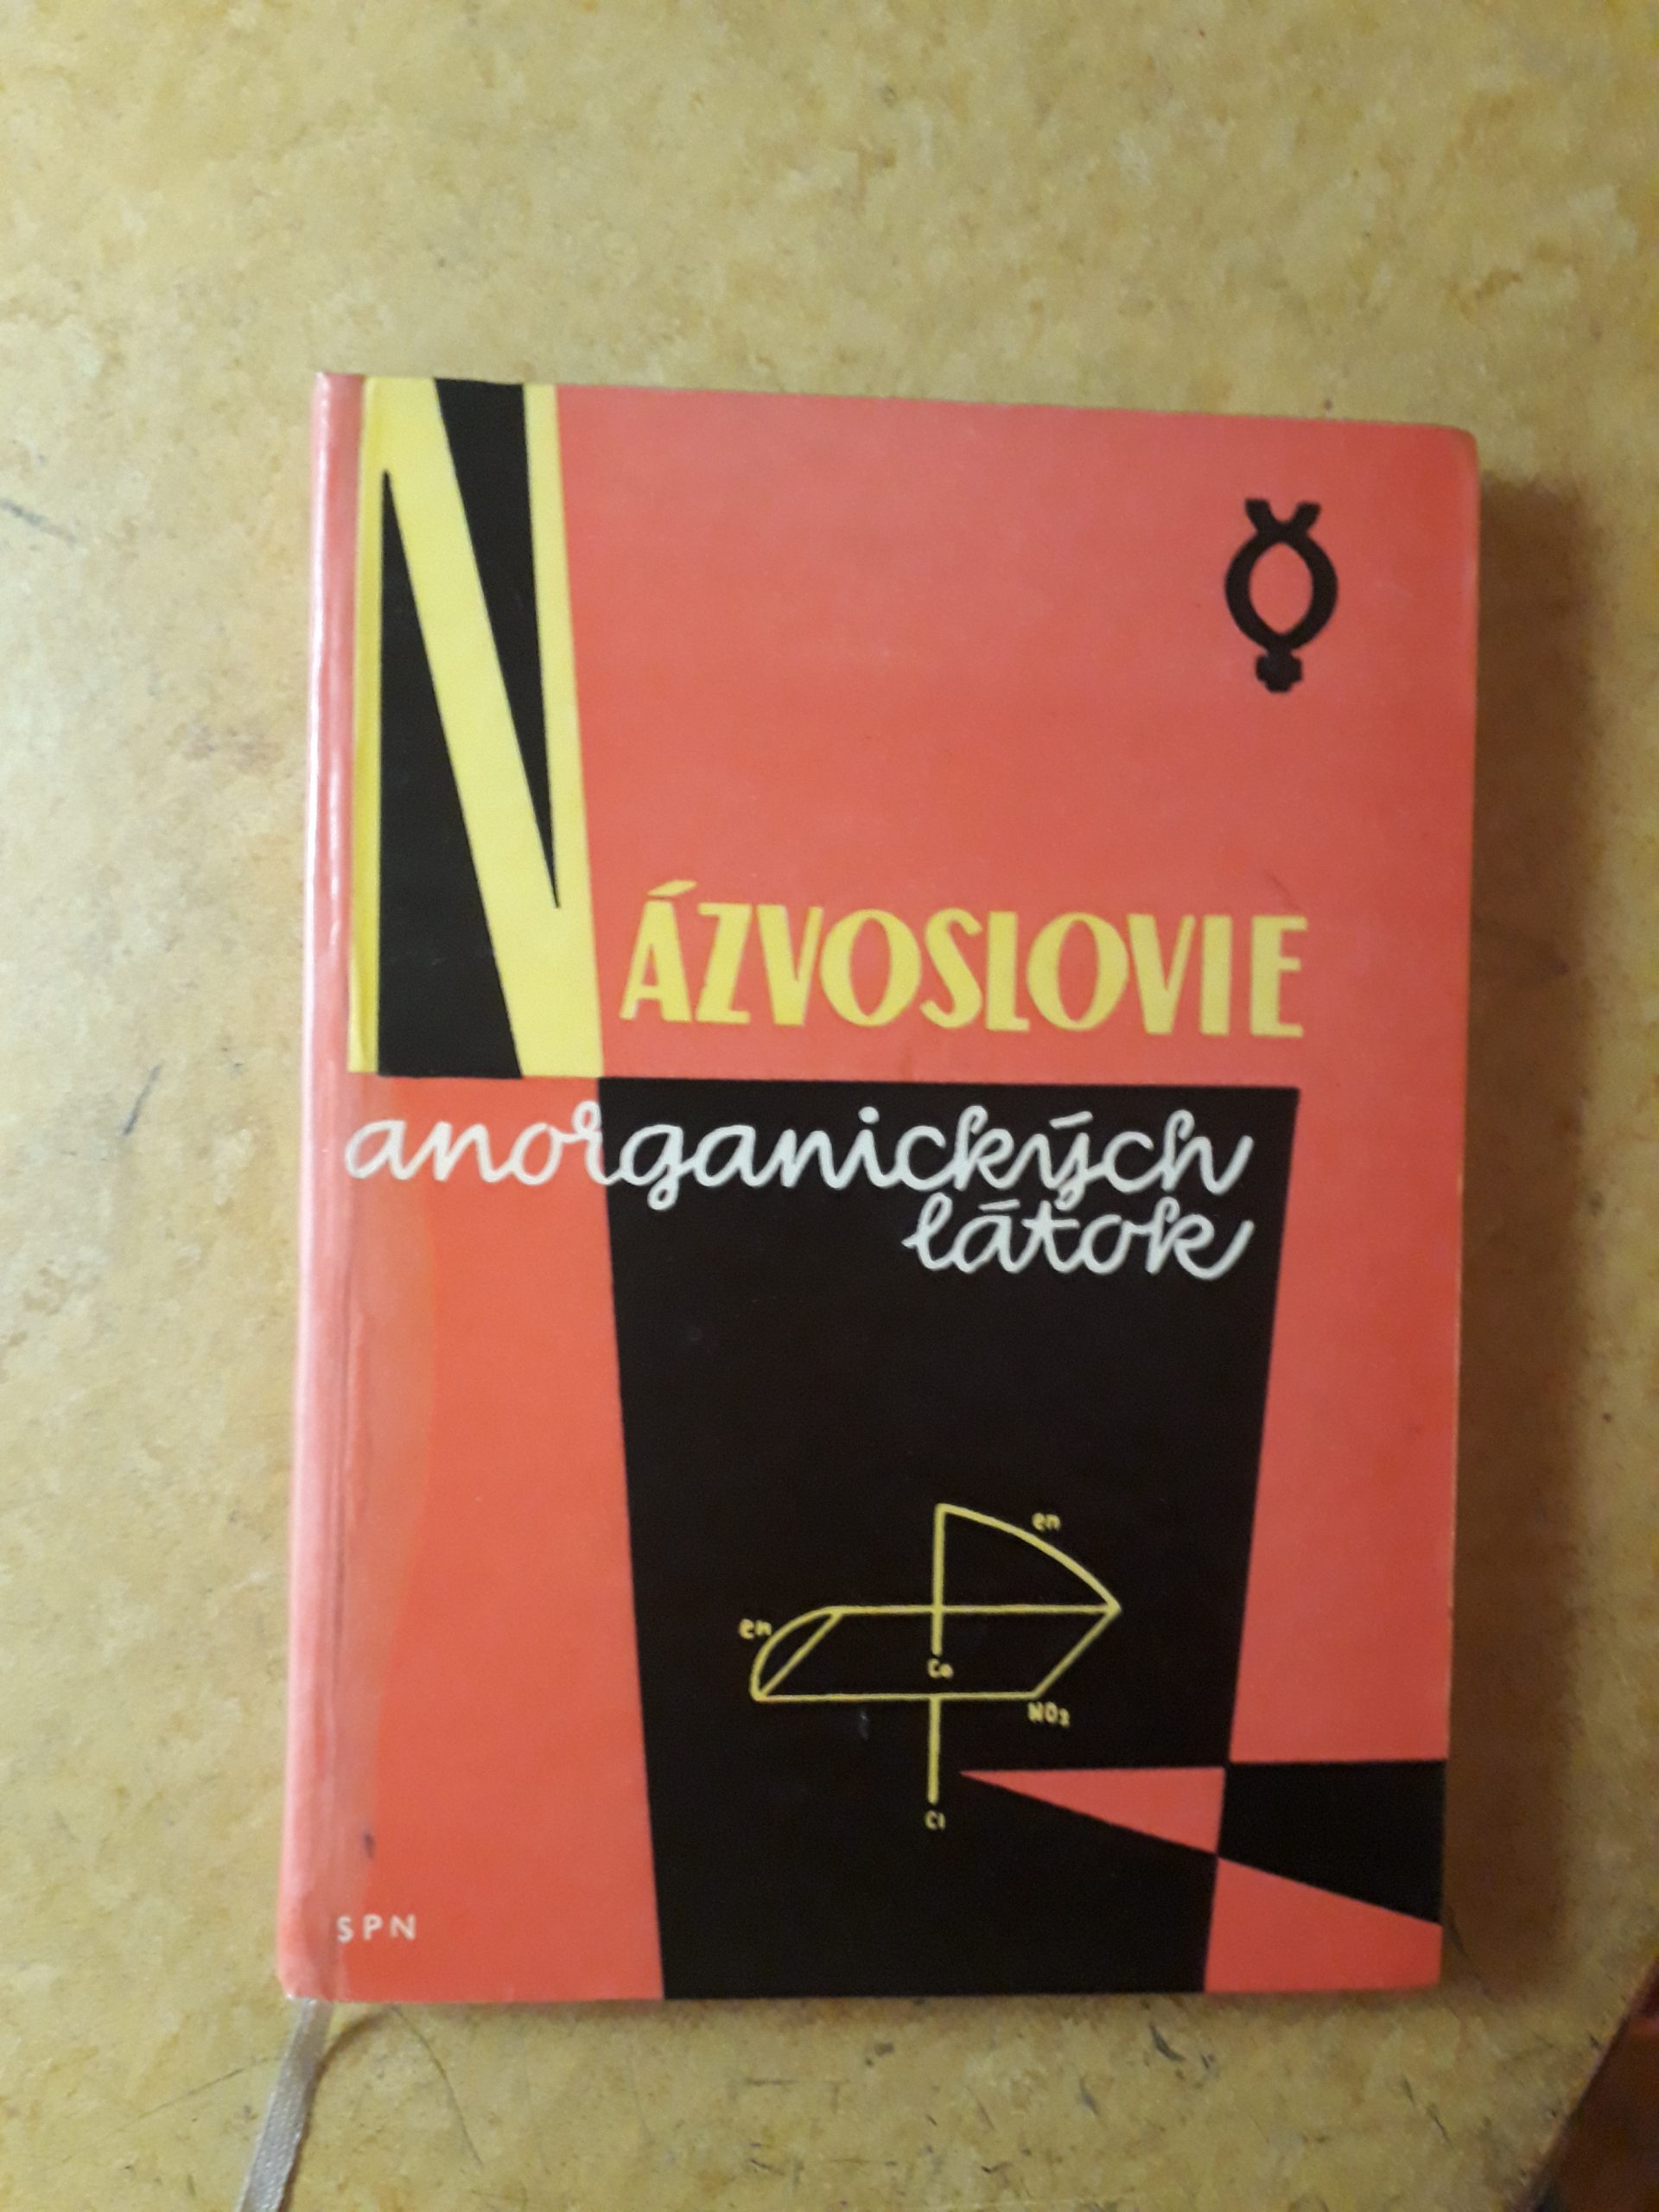 NÁZVOSLOVIE
anorganických
látok
en
en
Co
NO₂
Cl
SPN